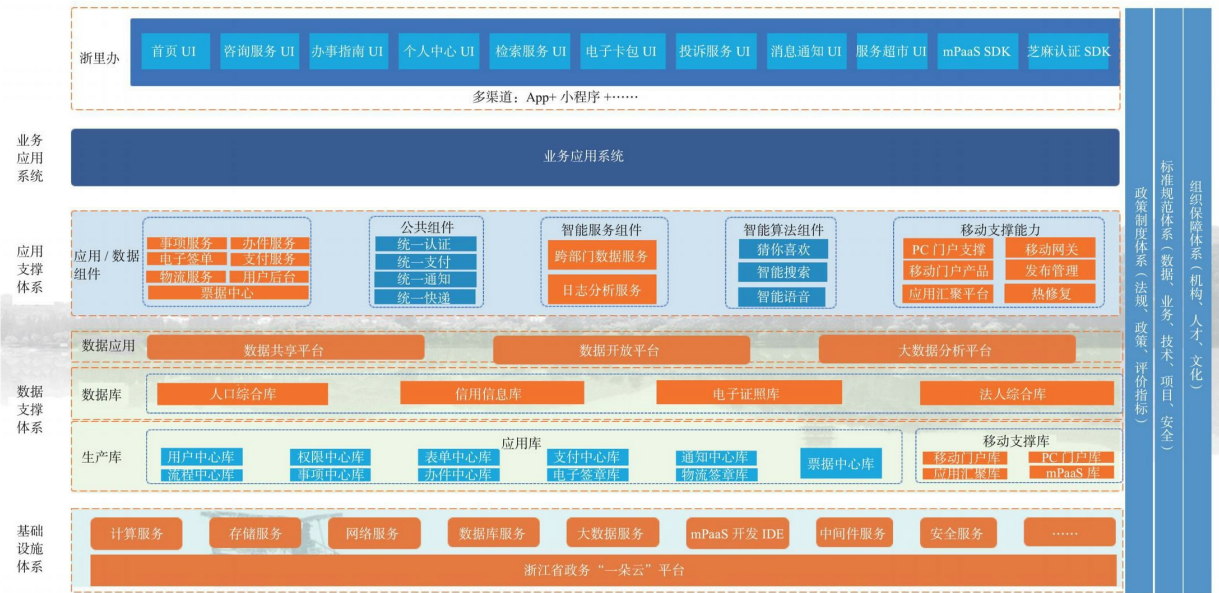 浙里办
首页 UI
咨询服务 UI
办事指南 UI
个人中心 UI
检索服务 UI
电子卡包 UI
投诉服务 UI
消息通知 UI
服务超市 UI
mPaaS SDK
芝麻认证 SDK
多渠道：App+ 小程序 +……
业务
应用
系统
业务应用系统
应用
支撑
体系
应用 / 数据
组件
事项服务
办件服务
电子签单
支付服务
物流服务
用户后台
票据中心
公共组件
统一认证
统一支付
统一通知
统一快递
智能服务组件
跨部门数据服务
日志分析服务
智能算法组件
猜你喜欢
智能搜索
智能语音
移动支撑能力
PC 门户支撑
移动网关
移动门户产品
发布管理
应用汇聚平台
热修复
数据
支撑
体系
数据应用
数据共享平台
数据开放平台
大数据分析平台
数据库
人口综合库
信用信息库
电子证照库
法人综合库
生产库
应用库
用户中心库
权限中心库
表单中心库
支付中心库
通知中心库
票据中心库
流程中心库
事项中心库
办件中心库
电子签章库
物流签章库
移动支撑库
移动门户库
PC 门户库
应用汇聚库
mPaaS 库
基础
设施
体系
计算服务
存储服务
网络服务
数据库服务
大数据服务
mPaaS 开发 IDE
中间件服务
安全服务
……
浙江省政务“一朵云”平台
政策制度体系（法规、政策、评价指标）
标准规范体系（数据、业务、技术、项目、安全）
组织保障体系（机构、人才、文化）